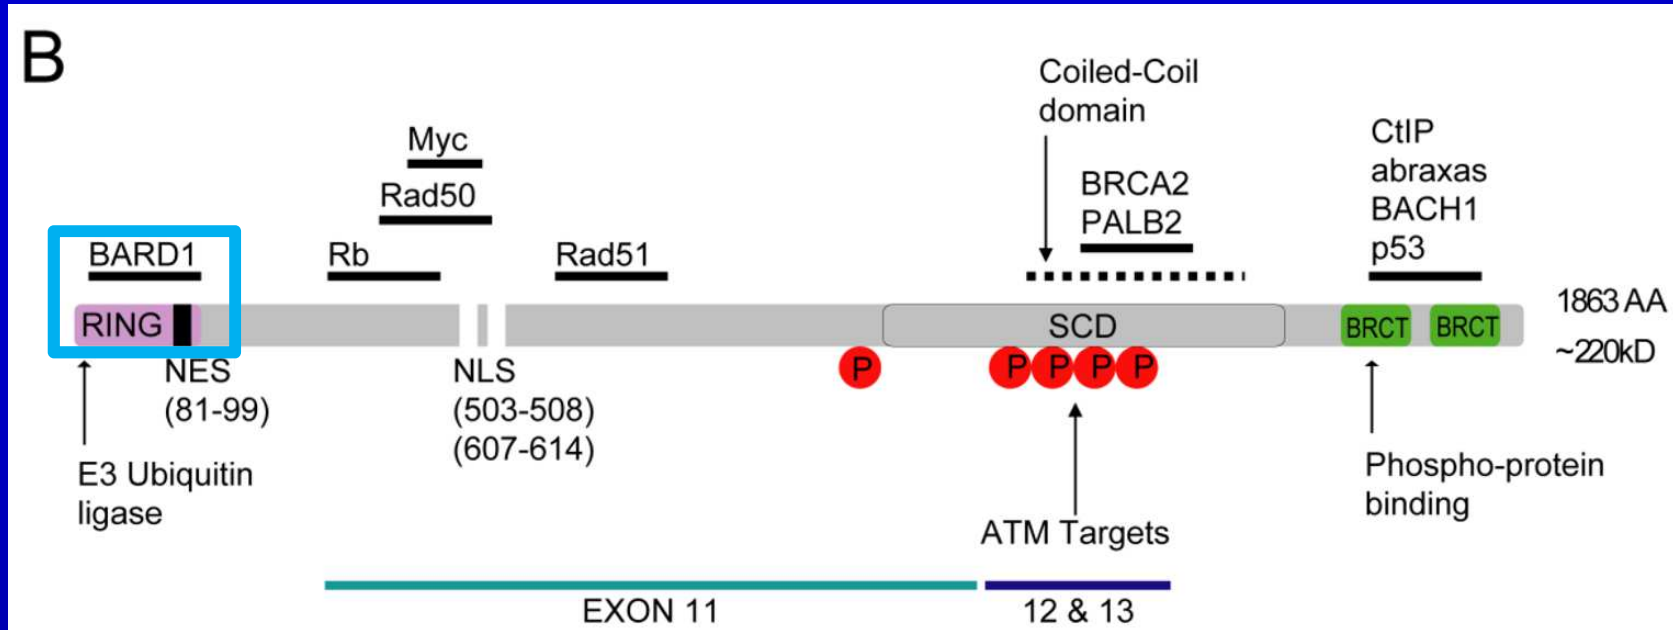 B
Coiled-Coil
domain
Myc
CtIP
abraxas
BACH1
p53
Rad50
BRCA2
PALB2
BARD1
Rb
Rad51
1863 AA
~220kD
RING
SCD
BRCT
BRCT
P
P
P
P
P
NES
(81-99)
NLS
(503-508)
(607-614)
E3 Ubiquitin
ligase
Phospho-protein
binding
ATM Targets
EXON 11
12 & 13